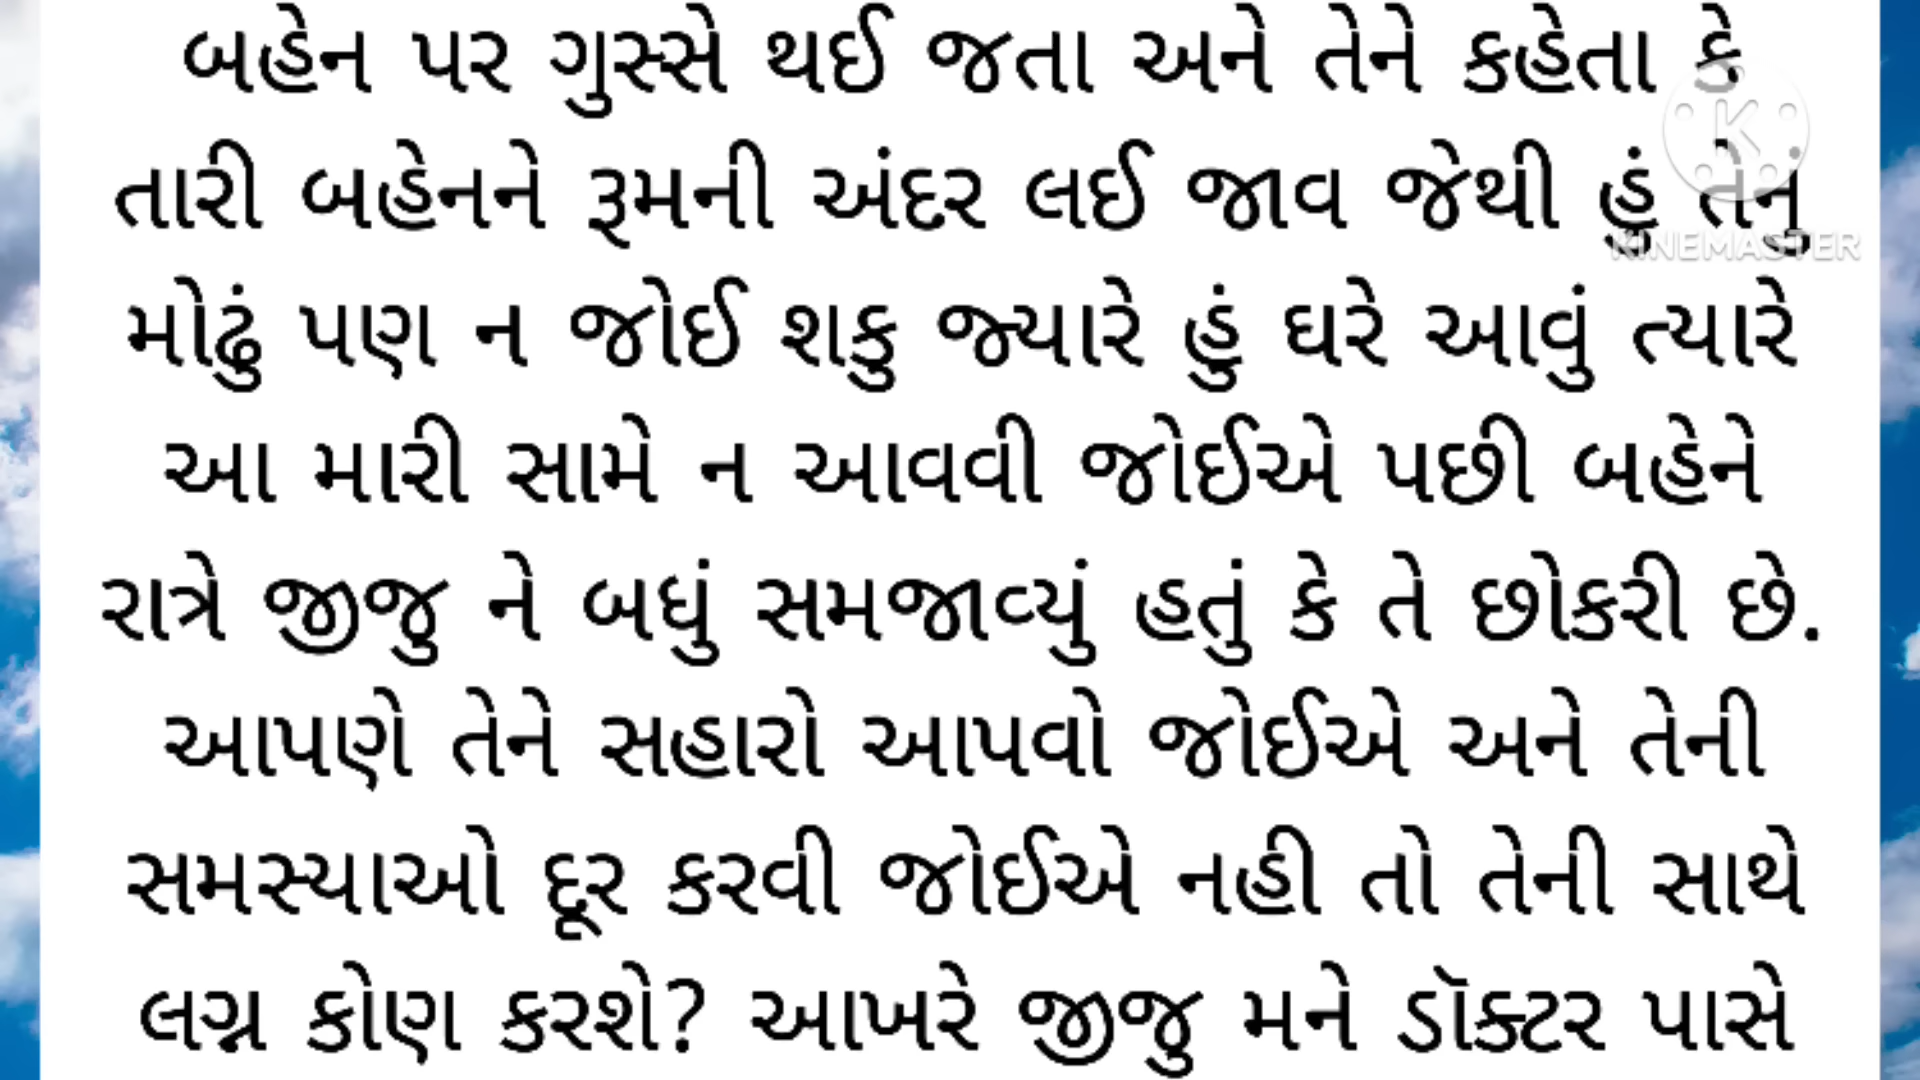 બહેન પર ગુસ્સે થઈ જતા અને તેને કહેતા કે
તારી બહેનને રૂમની અંદર લઈ જાવ જેથી હું તેનું
મોઢું પણ ન જોઈ શકુ જ્યારે હું ઘરે આવું ત્યારે
આ મારી સામે ન આવવી જોઈએ પછી બહેને
રાત્રે જીજુ ને બધું સમજાવ્યું હતું કે તે છોકરી છે.
આપણે તેને સહારો આપવો જોઈએ અને તેની
સમસ્યાઓ દૂર કરવી જોઈએ નહી તો તેની સાથે
લગ્ન કોણ કરશે? આખરે જીજુ મને ડૉક્ટર પાસે
K
KINEMASTER